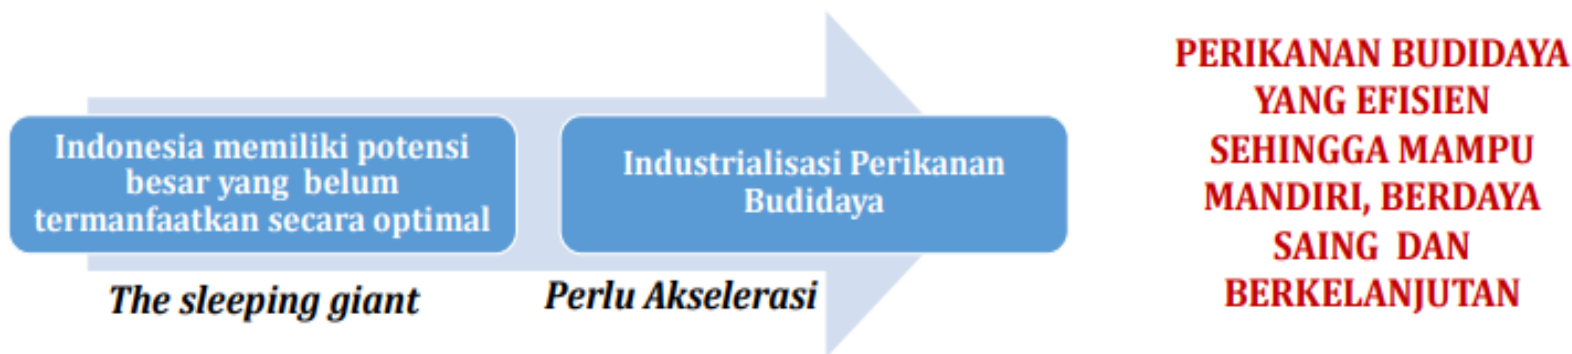 Indonesia memiliki potensi
besar yang belum
termanfaatkan secara optimal
The sleeping giant
Industrialisasi Perikanan
Budidaya
Perlu Akselerasi
PERIKANAN BUDIDAYA
YANG EFISIEN
SEHINGGA MAMPU
MANDIRI, BERDAYA
SAING DAN
BERKELANJUTAN